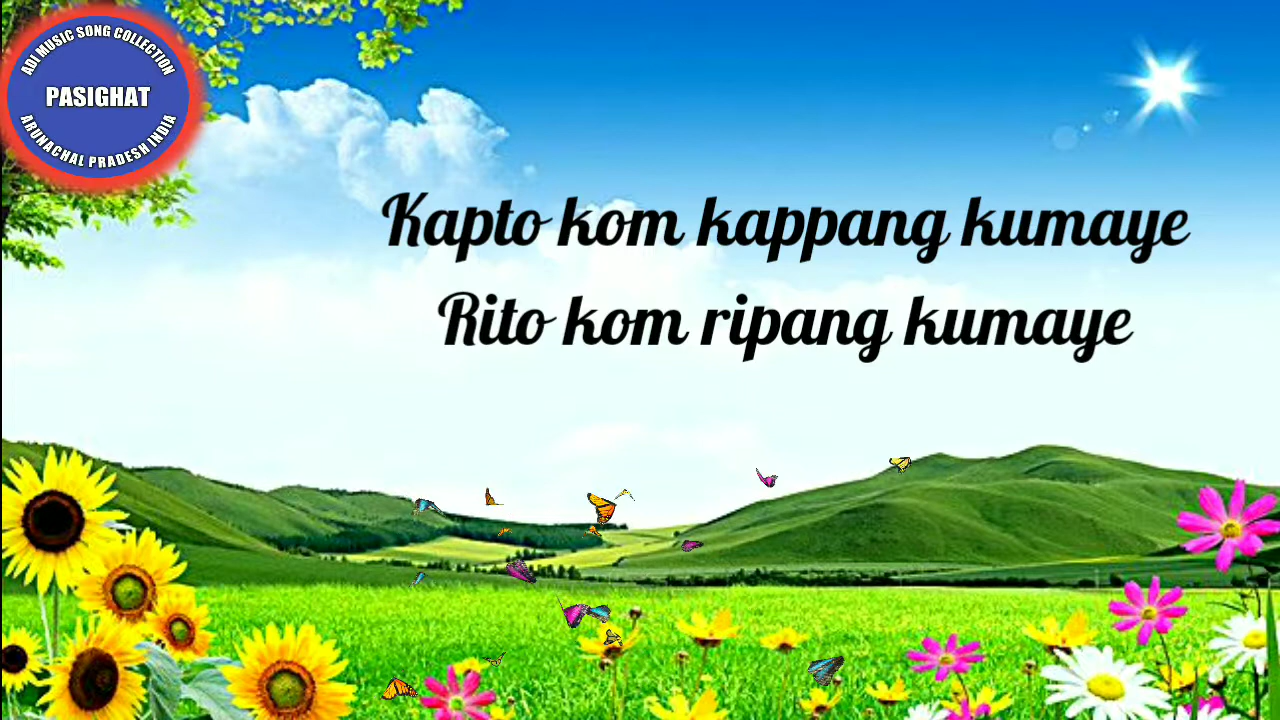 ADI MUSIC SONG COLLECTION
PASIGHAT
ARUNACHAL PRADESH INDIA
Kapto kom kappang kumaye
Rito kom ripang kumaye